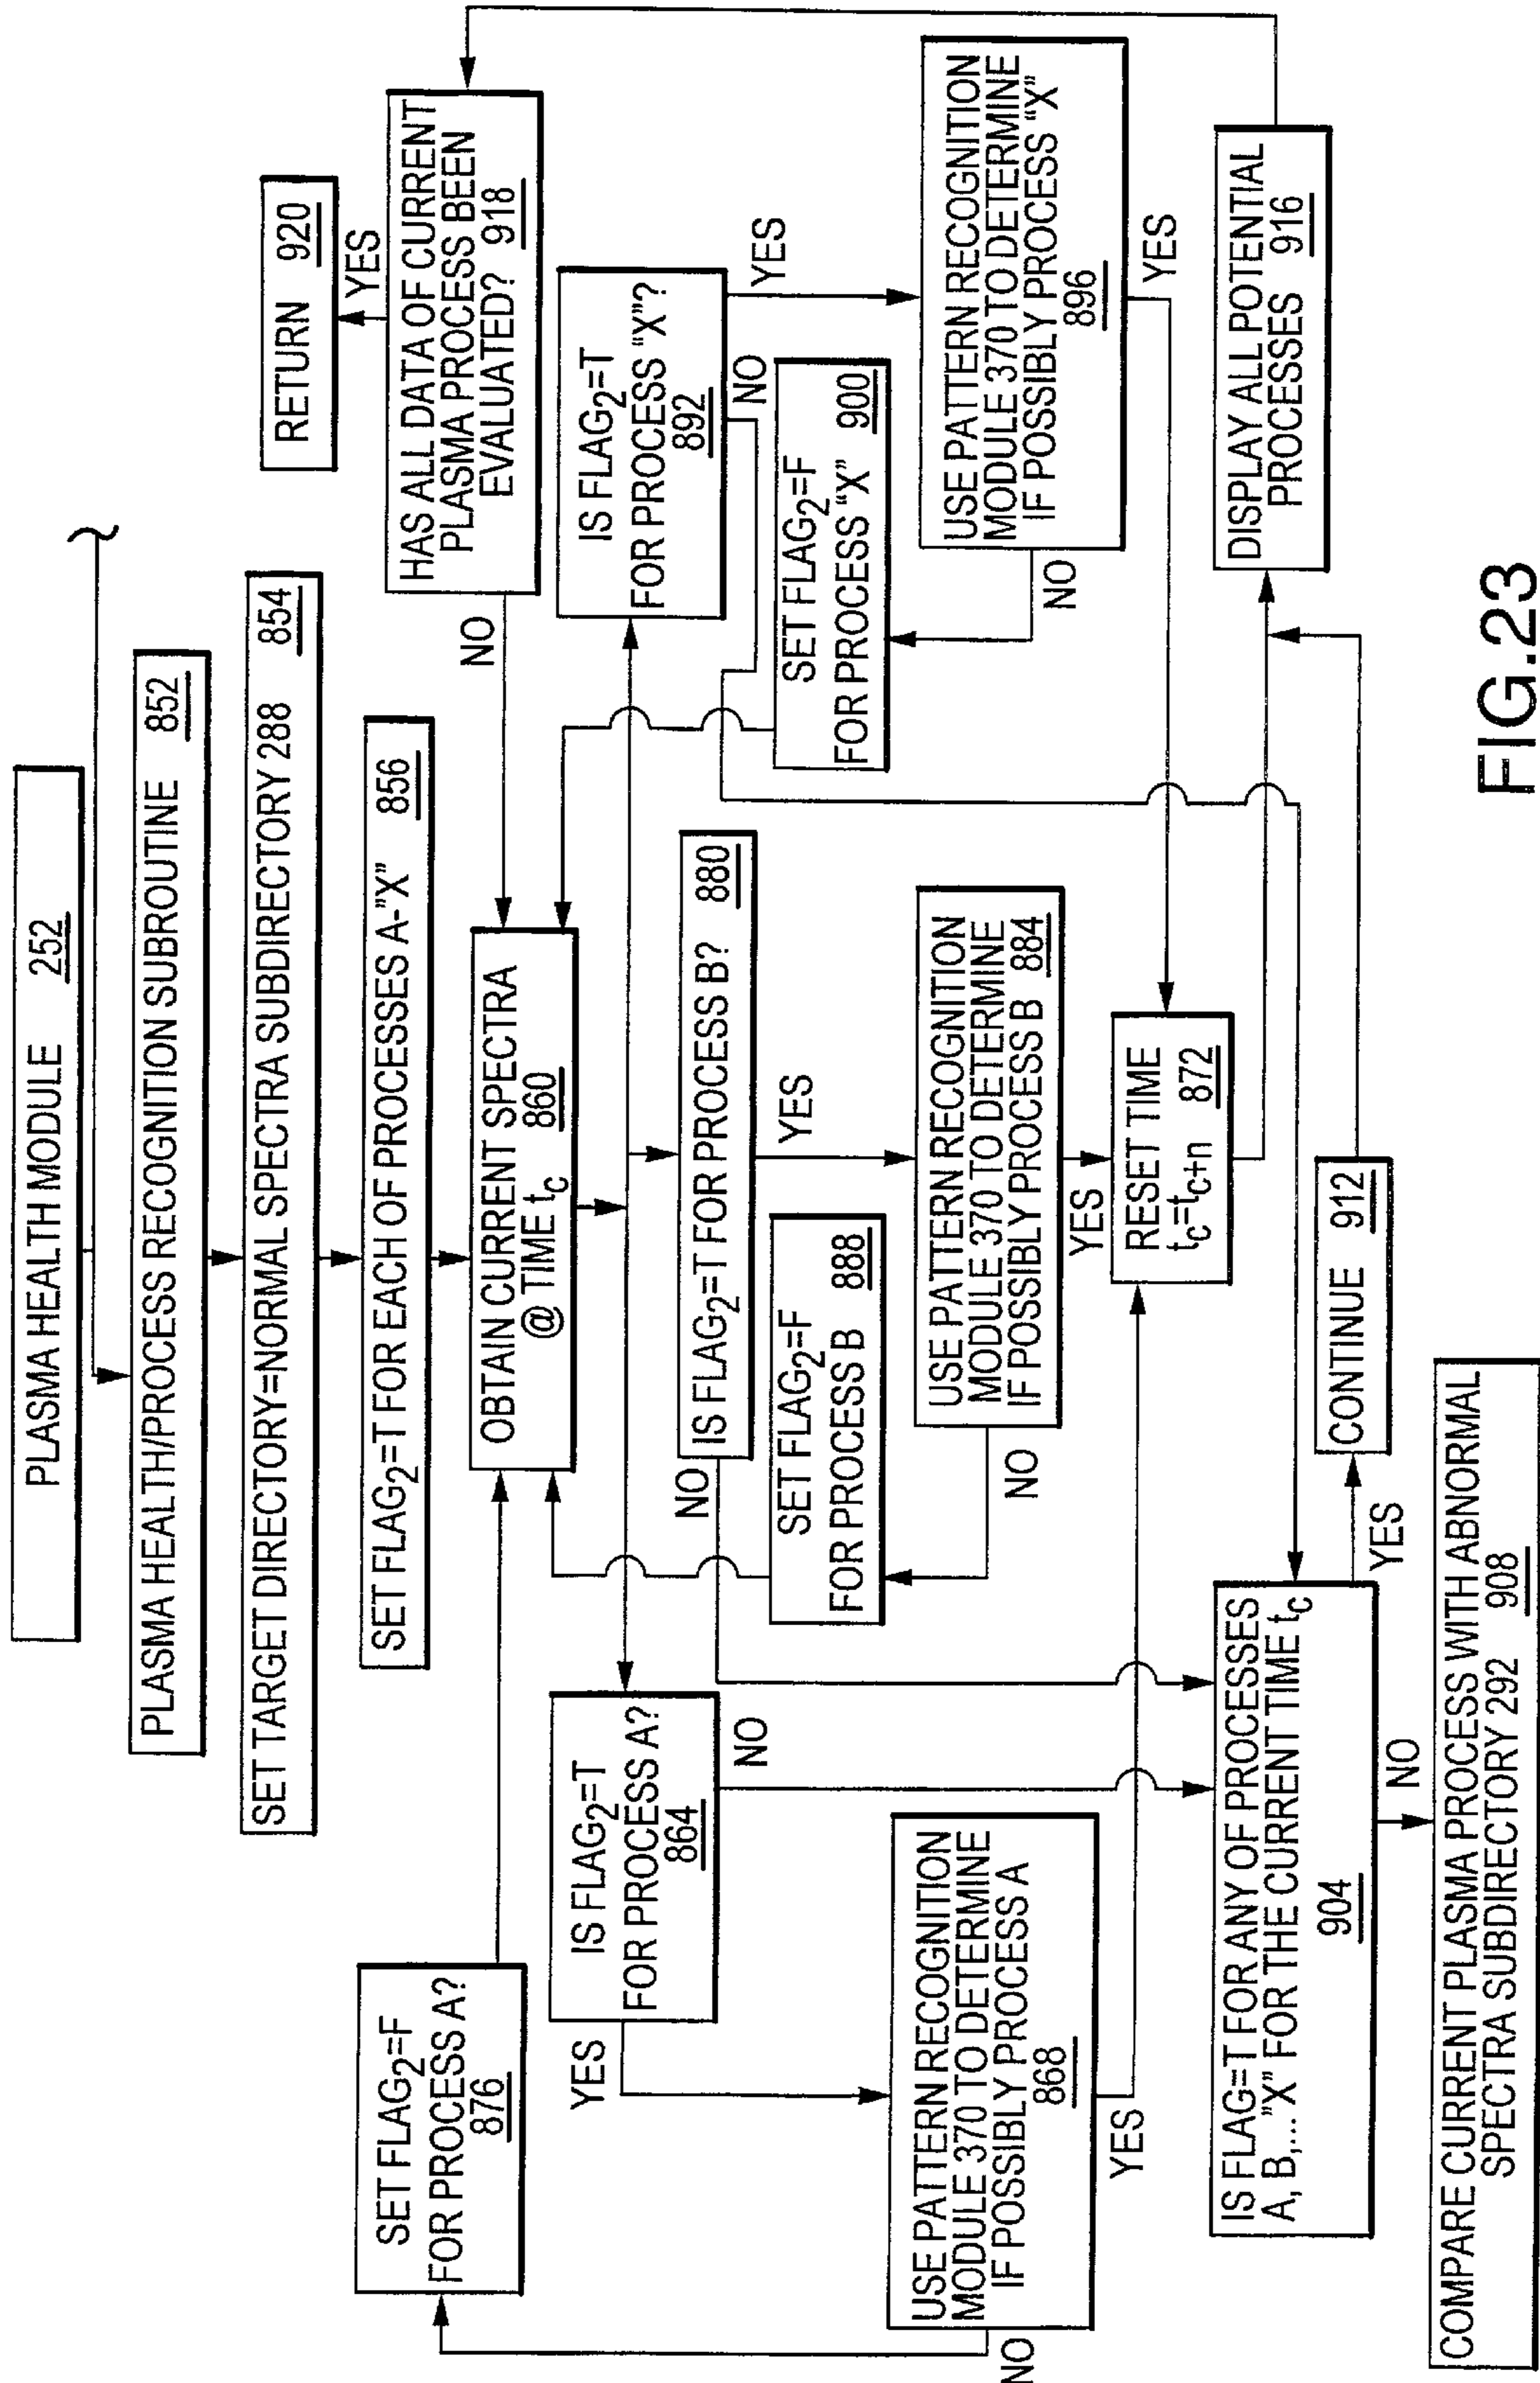 PLASMA HEALTH MODULE 252
PLASMA HEALTH/PROCESS RECOGNITION SUBROUTINE 852
SET TARGET DIRECTORY=NORMAL SPECTRA SUBDIRECTORY 288 854
SET FLAG2=T FOR EACH OF PROCESSES A-"X" 856
OBTAIN CURRENT SPECTRA
@ TIME tc 860
SET FLAG2=F
FOR PROCESS A?
876
RETURN 920
YES
HAS ALL DATA OF CURRENT
PLASMA PROCESS BEEN
EVALUATED? 918
NO
IS FLAG2=T
FOR PROCESS A?
864
YES
NO
IS FLAG2=T FOR PROCESS B? 880
NO
YES
IS FLAG2=T
FOR PROCESS "X"?
892
NO
YES
SET FLAG2=F
FOR PROCESS B 888
SET FLAG2=F
FOR PROCESS "X" 900
USE PATTERN RECOGNITION
MODULE 370 TO DETERMINE
IF POSSIBLY PROCESS A
868
NO
YES
USE PATTERN RECOGNITION
MODULE 370 TO DETERMINE
IF POSSIBLY PROCESS B 884
NO
YES
USE PATTERN RECOGNITION
MODULE 370 TO DETERMINE
IF POSSIBLY PROCESS "X"
896
NO
YES
RESET TIME
tc=tc+n 872
IS FLAG=T FOR ANY OF PROCESSES
A, B,... "X" FOR THE CURRENT TIME tc
904
YES
NO
CONTINUE 912
DISPLAY ALL POTENTIAL
PROCESSES 916
COMPARE CURRENT PLASMA PROCESS WITH ABNORMAL
SPECTRA SUBDIRECTORY 292 908
FIG.23